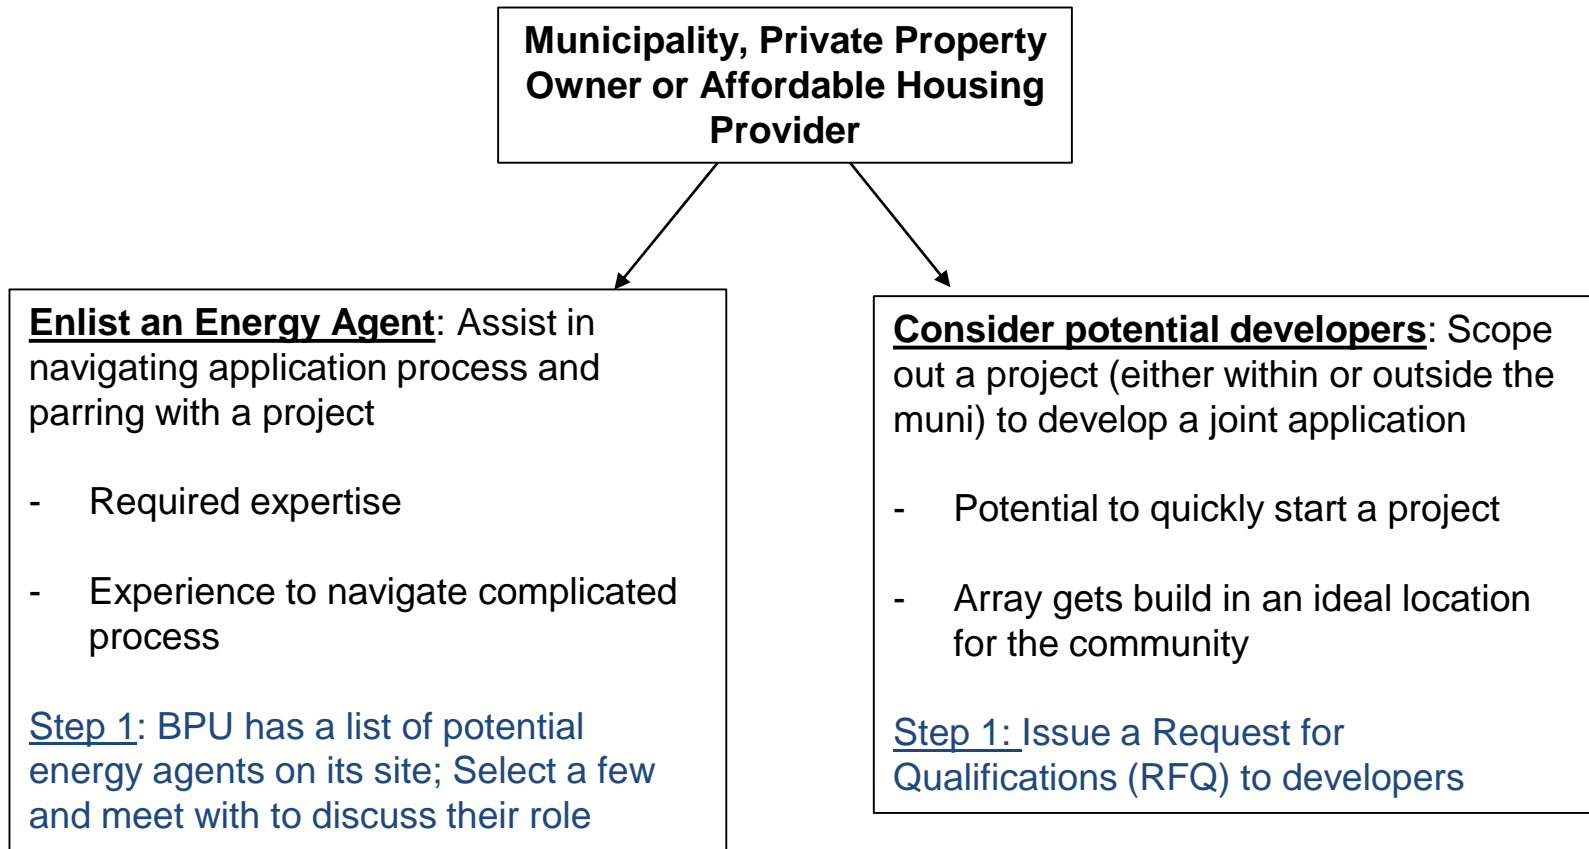 Municipality, Private Property
Owner or Affordable Housing
Provider
Enlist an Energy Agent: Assist in
navigating application process and
parring with a project
- Required expertise
- Experience to navigate complicated
process
Step 1: BPU has a list of potential
energy agents on its site; Select a few
and meet with to discuss their role
Consider potential developers: Scope
out a project (either within or outside the
muni) to develop a joint application
- Potential to quickly start a project
- Array gets build in an ideal location
for the community
Step 1: Issue a Request for
Qualifications (RFQ) to developers